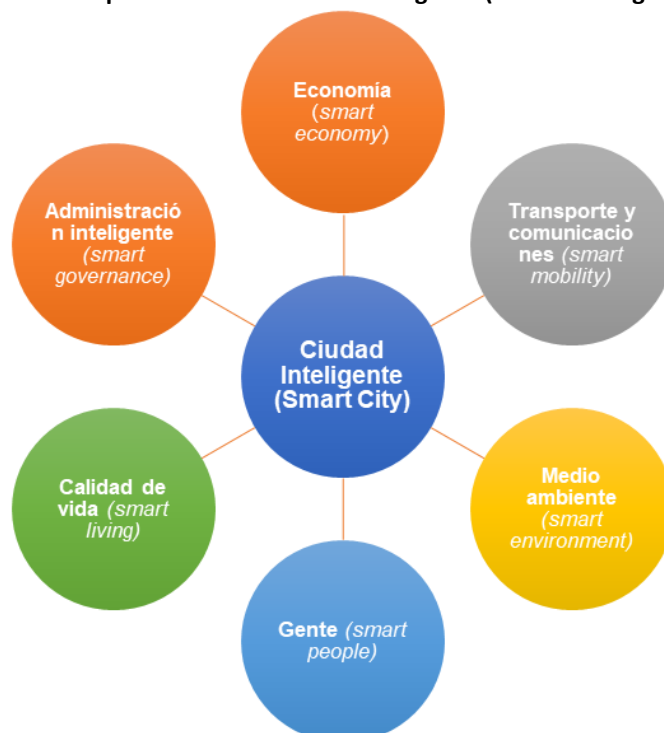 Economía
(smart
economy)
Administració
n inteligente
(smart
governance)
Transporte y
comunicacio
nes (smart
mobility)
Ciudad
Inteligente
(Smart City)
Calidad de
vida (smart
living)
Medio
ambiente
(smart
environment)
Gente (smart
people)